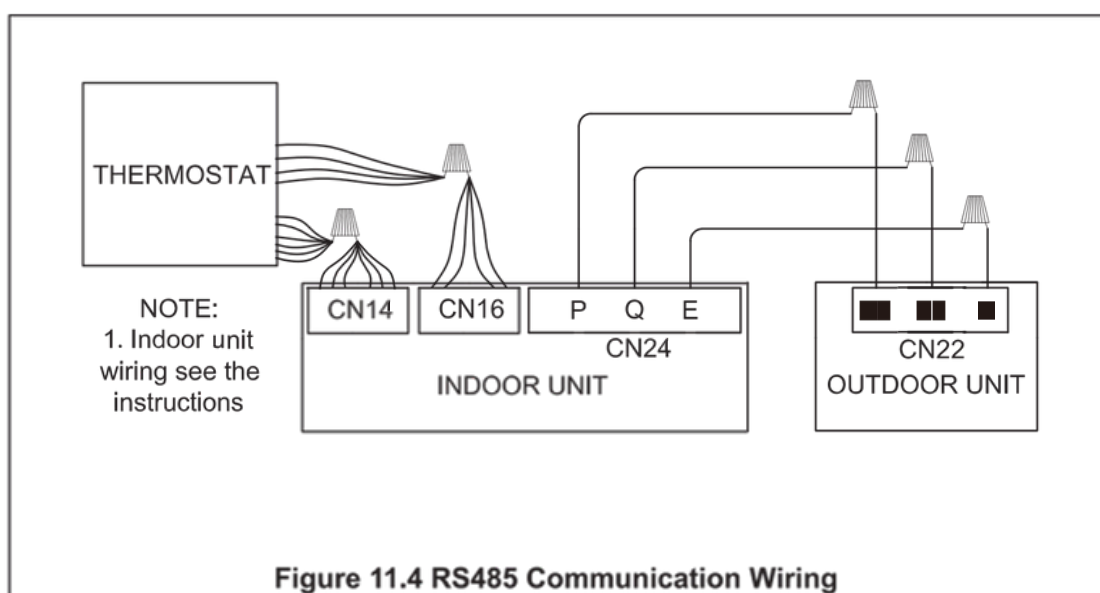 THERMOSTAT
NOTE:
1. Indoor unit
wiring see the
instructions
CN14
CN16
P Q E
CN24
INDOOR UNIT
CN22
OUTDOOR UNIT
Figure 11.4 RS485 Communication Wiring